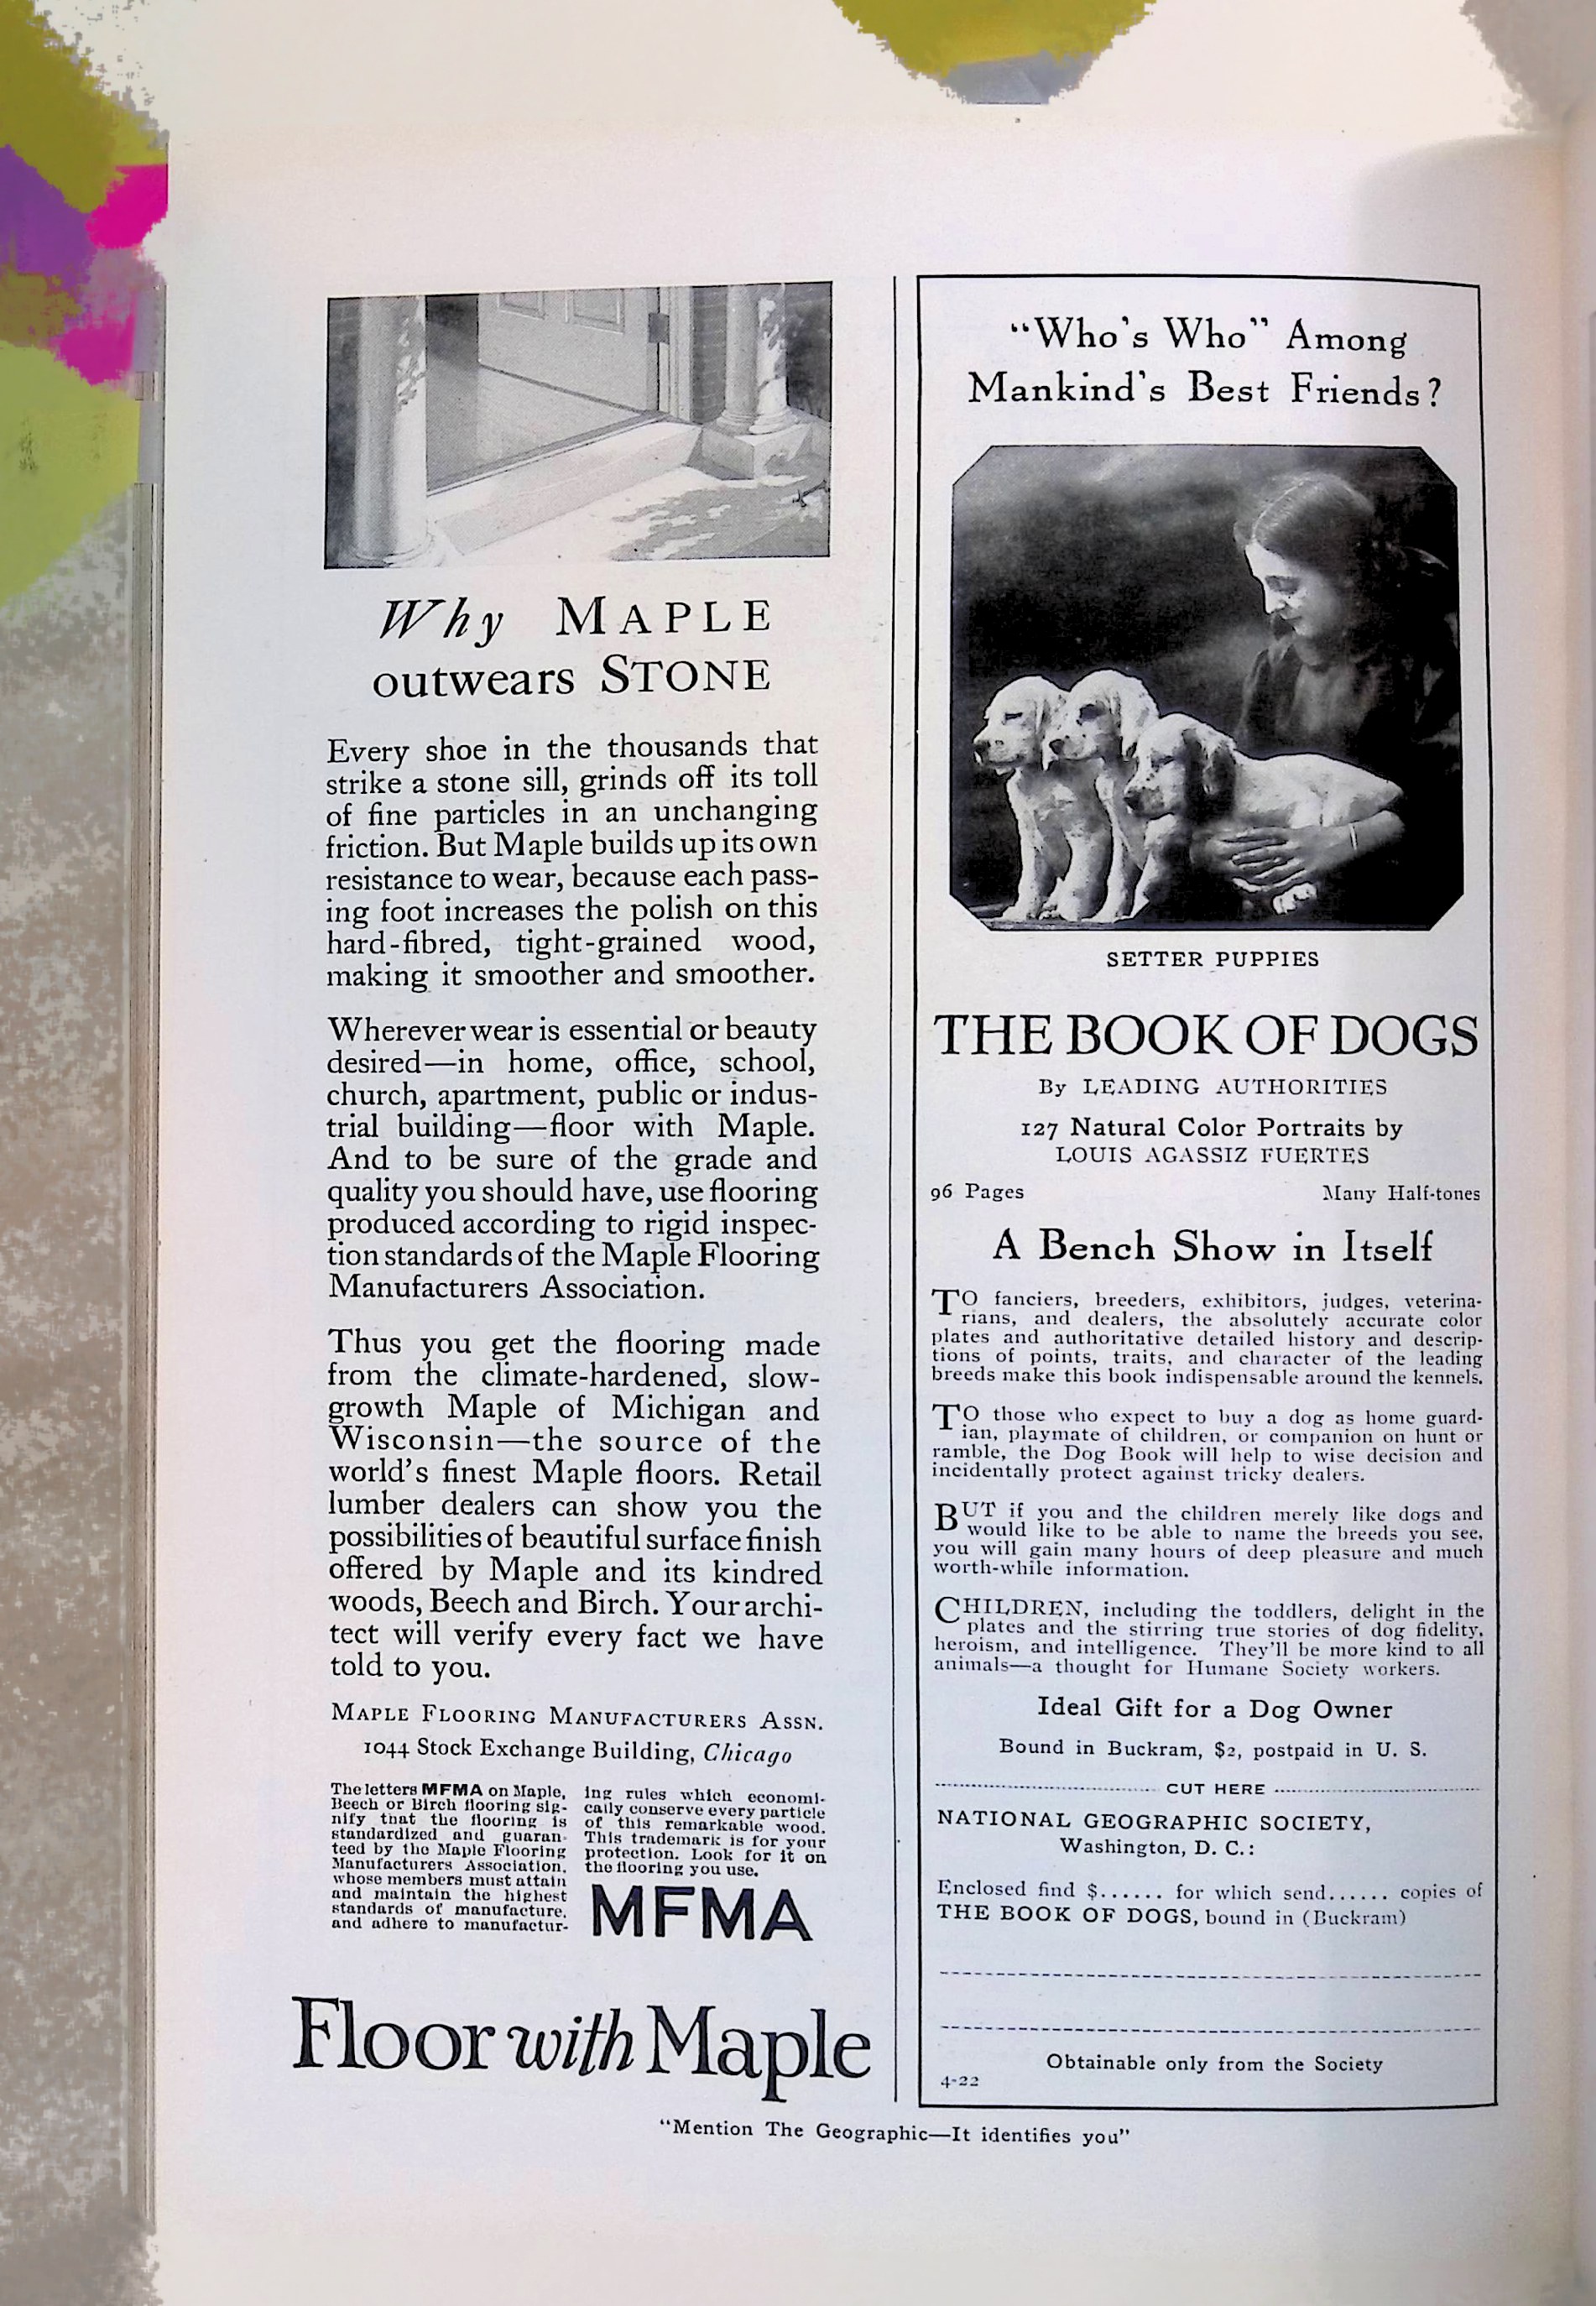 Why MAPLE
outwears STONE
Every shoe in the thousands that
strike a stone sill, grinds off its toll
of fine particles in an unchanging
friction. But Maple builds up its own
resistance to wear, because each pass-
ing foot increases the polish on this
hard-fibred, tight-grained wood,
making it smoother and smoother.
Wherever wear is essential or beauty
desired—in home, office, school,
church, apartment, public or indus-
trial building—floor with Maple.
And to be sure of the grade and
quality you should have, use flooring
produced according to rigid inspec-
tion standards of the Maple Flooring
Manufacturers Association.
Thus you get the flooring made
from the climate-hardened, slow-
growth Maple of Michigan and
Wisconsin—the source of the
world's finest Maple floors. Retail
lumber dealers can show you the
possibilities of beautiful surface finish
offered by Maple and its kindred
woods, Beech and Birch. Your archi-
tect will verify every fact we have
told to you.
MAPLE FLOORING MANUFACTURERS ASSN.
1044 Stock Exchange Building, Chicago
The letters MFMA on Maple,
Beech or Birch flooring sig-
nify that the flooring is
standardized and guaran-
teed by the Maple Flooring
Manufacturers Association,
whose members must attain
and maintain the highest
standards of manufacture,
and adhere to manufactur-
ing rules which economi-
cally conserve every particle
of this remarkable wood.
This trademark is for your
protection. Look for it on
the flooring you use.
MFMA
Floor with Maple
"Who's Who" Among
Mankind's Best Friends?
SETTER PUPPIES
THE BOOK OF DOGS
By LEADING AUTHORITIES
127 Natural Color Portraits by
LOUIS AGASSIZ FUERTES
96 Pages Many Half-tones
A Bench Show in Itself
TO fanciers, breeders, exhibitors, judges, veterina-
rians, and dealers, the absolutely accurate color
plates and authoritative detailed history and descrip-
tions of points, traits, and character of the leading
breeds make this book indispensable around the kennels.
TO those who expect to buy a dog as home guard-
ian, playmate of children, or companion on hunt or
ramble, the Dog Book will help to wise decision and
incidentally protect against tricky dealers.
BUT if you and the children merely like dogs and
would like to be able to name the breeds you see,
you will gain many hours of deep pleasure and much
worth-while information.
CHILDREN, including the toddlers, delight in the
plates and the stirring true stories of dog fidelity,
heroism, and intelligence. They'll be more kind to all
animals—a thought for Humane Society workers.
Ideal Gift for a Dog Owner
Bound in Buckram, $2, postpaid in U. S.
CUT HERE
NATIONAL GEOGRAPHIC SOCIETY,
Washington, D. C.:
Enclosed find $...... for which send...... copies of
THE BOOK OF DOGS, bound in (Buckram)
Obtainable only from the Society
4-22
"Mention The Geographic—It identifies you"